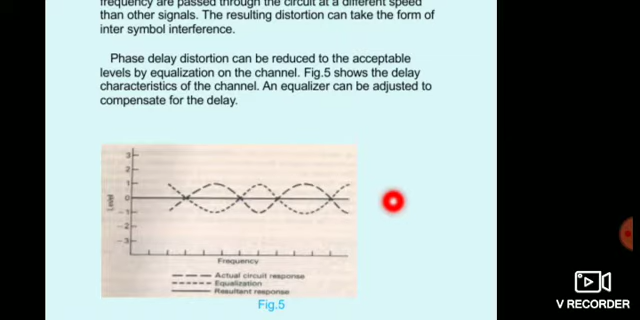 frequency are passed through the circuit at a different speed
than other signals. The resulting distortion can take the form of
inter symbol interference.
Phase delay distortion can be reduced to the acceptable
levels by equalization on the channel. Fig.5 shows the delay
characteristics of the channel. An equalizer can be adjusted to
compensate for the delay.
3
2
1
0
-1
-2
-3
Level
Frequency
Actual circuit response
Equalization
Resultant response
Fig.5
V RECORDER